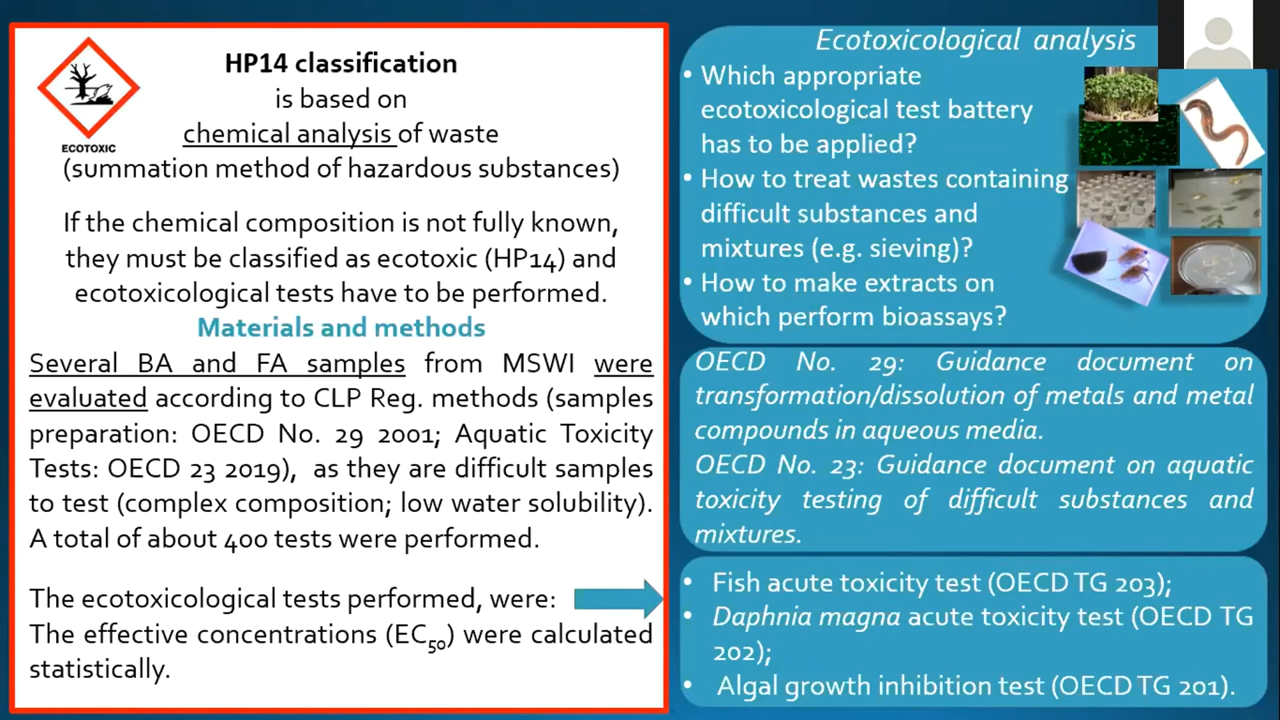 ECOTOXIC
HP14 classification
is based on
chemical analysis of waste
(summation method of hazardous substances)
If the chemical composition is not fully known,
they must be classified as ecotoxic (HP14) and
ecotoxicological tests have to be performed.
Materials and methods
Several BA and FA samples from MSWI were
evaluated according to CLP Reg. methods (samples
preparation: OECD No. 29 2001; Aquatic Toxicity
Tests: OECD 23 2019), as they are difficult samples
to test (complex composition; low water solubility).
A total of about 400 tests were performed.
The ecotoxicological tests performed, were:
The effective concentrations (EC50) were calculated
statistically.
Ecotoxicological analysis
• Which appropriate
ecotoxicological test battery
has to be applied?
• How to treat wastes containing
difficult substances and
mixtures (e.g. sieving)?
• How to make extracts on
which perform bioassays?
OECD No. 29: Guidance document on
transformation/dissolution of metals and metal
compounds in aqueous media.
OECD No. 23: Guidance document on aquatic
toxicity testing of difficult substances and
mixtures.
• Fish acute toxicity test (OECD TG 203);
• Daphnia magna acute toxicity test (OECD TG
202);
• Algal growth inhibition test (OECD TG 201).